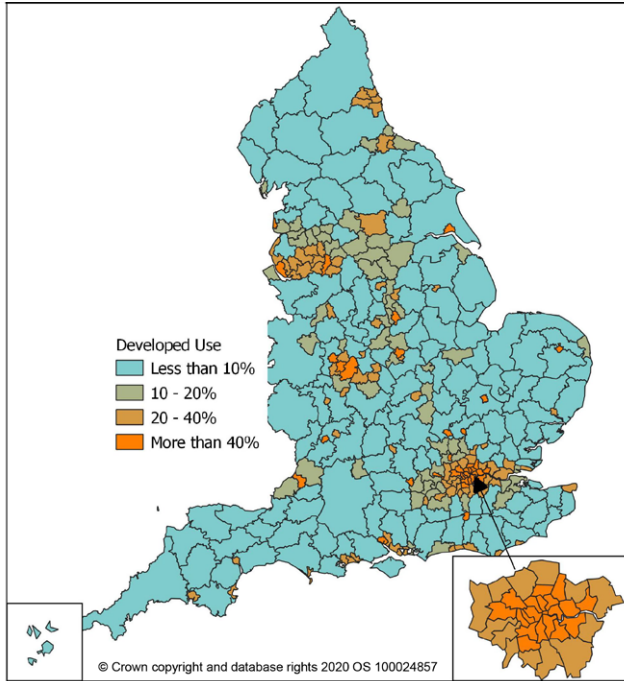 Developed Use
Less than 10%
10 - 20%
20 - 40%
More than 40%
© Crown copyright and database rights 2020 OS 100024857